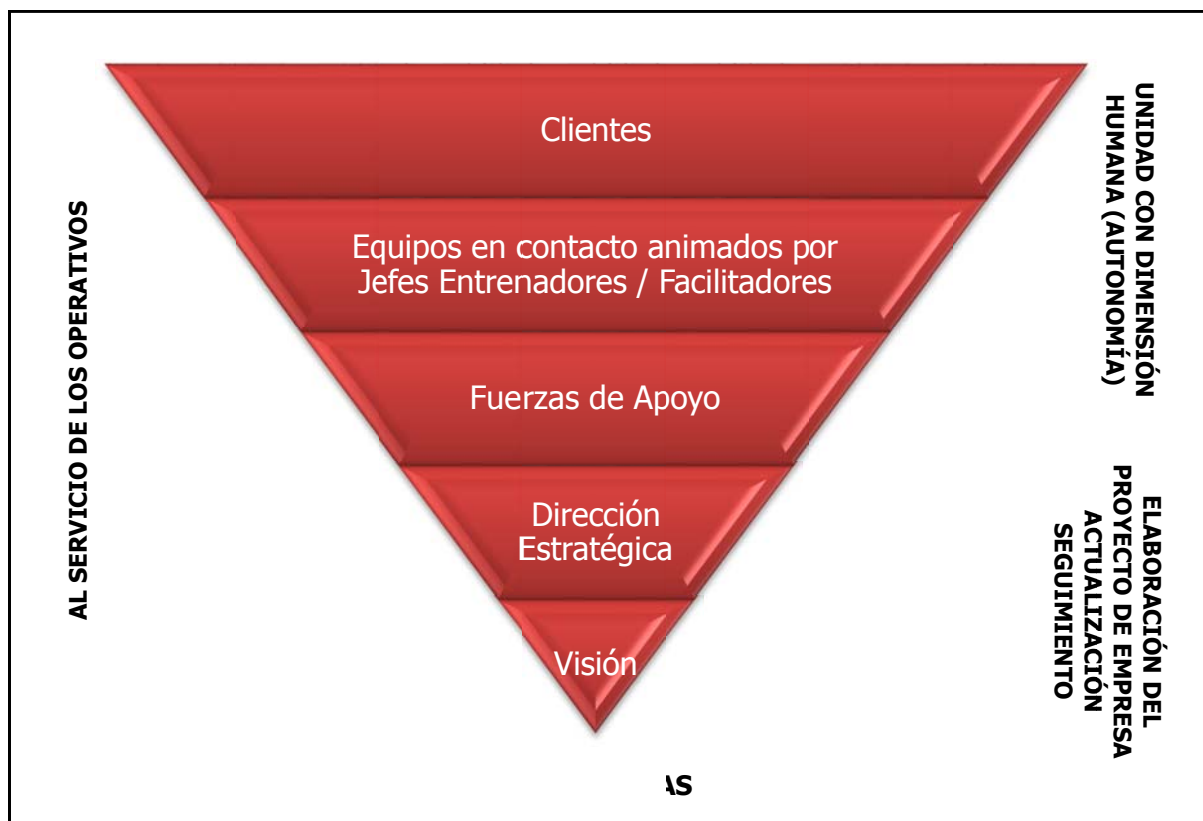 Clientes
Equipos en contacto animados por
Jefes Entrenadores / Facilitadores
Fuerzas de Apoyo
Dirección
Estratégica
Visión
AL SERVICIO DE LOS OPERATIVOS
UNIDAD CON DIMENSIÓN
HUMANA (AUTONOMÍA)
ELABORACIÓN DEL
PROYECTO DE EMPRESA
ACTUALIZACIÓN
SEGUIMIENTO